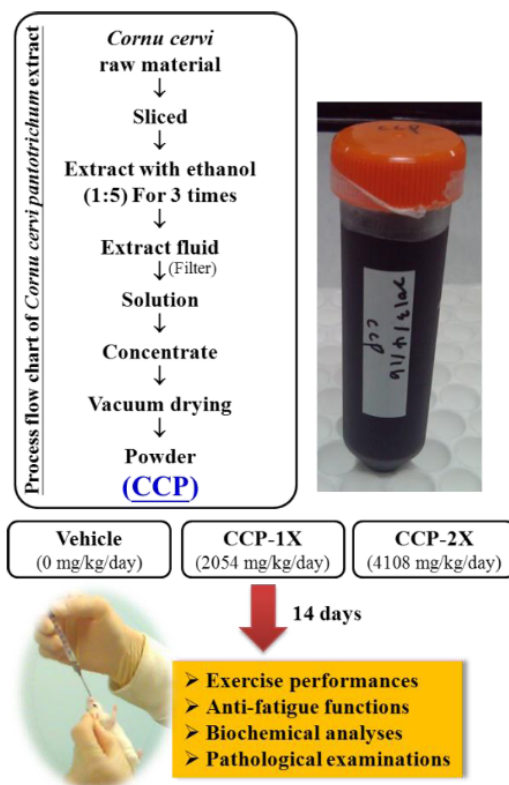 Process flow chart of Cornu cervi pantotrichum extract
Cornu cervi
raw material
↓
Sliced
↓
Extract with ethanol
(1:5) For 3 times
↓
Extract fluid
↓ (Filter)
Solution
↓
Concentrate
↓
Vacuum drying
↓
Powder
(CCP)
CCP
CCP
Vehicle
(0 mg/kg/day)
CCP-1X
(2054 mg/kg/day)
CCP-2X
(4108 mg/kg/day)
14 days
➢ Exercise performances
➢ Anti-fatigue functions
➢ Biochemical analyses
➢ Pathological examinations